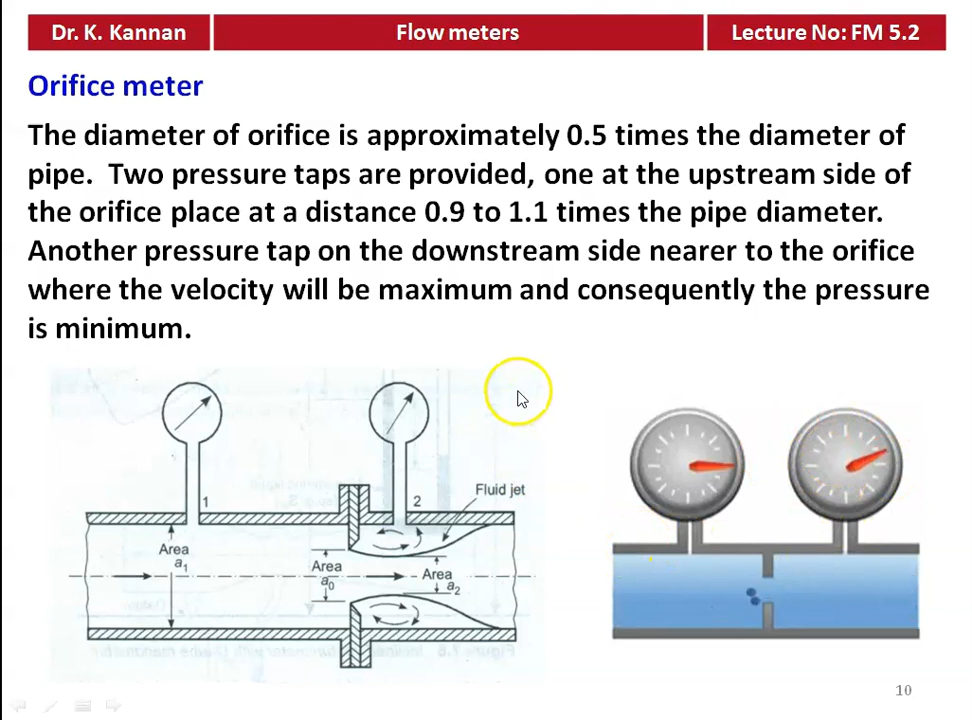 Dr. K. Kannan
Flow meters
Lecture No: FM 5.2
Orifice meter
The diameter of orifice is approximately 0.5 times the diameter of
pipe. Two pressure taps are provided, one at the upstream side of
the orifice place at a distance 0.9 to 1.1 times the pipe diameter.
Another pressure tap on the downstream side nearer to the orifice
where the velocity will be maximum and consequently the pressure
is minimum.
1
2
Fluid jet
Area
a₁
Area
a₀
Area
a₂
10